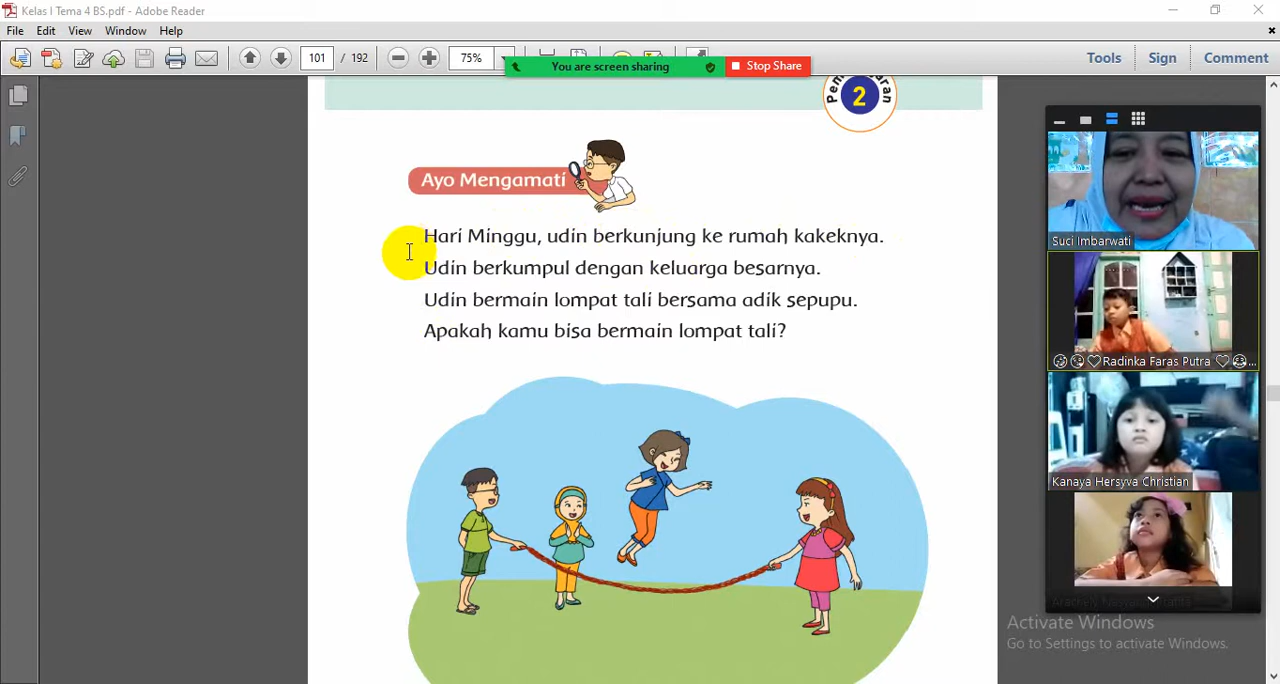 Kelas I Tema 4 BS.pdf - Adobe Reader
File Edit View Window Help
101 / 192 75% Tools Sign Comment
You are screen sharing Stop Share
2
Ayo Mengamati
Hari Minggu, udin berkunjung ke rumah kakeknya.
Udin berkumpul dengan keluarga besarnya.
Udin bermain lompat tali bersama adik sepupu.
Apakah kamu bisa bermain lompat tali?
Suci Imbarwati
Radinka Faras Putra
Kanaya Hersyva Christian
Activate Windows
Go to Settings to activate Windows.